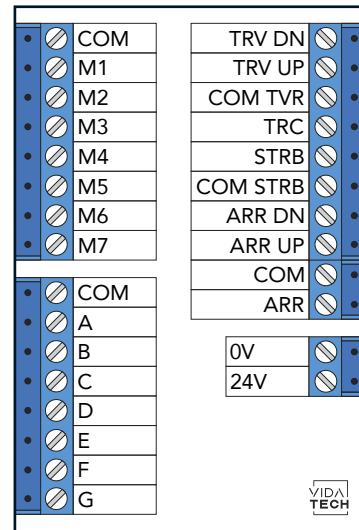 COM
M1
M2
M3
M4
M5
M6
M7
COM
A
B
C
D
E
F
G
TRV DN
TRV UP
COM TVR
TRC
STRB
COM STRB
ARR DN
ARR UP
COM
ARR
0V
24V
VIDA
TECH